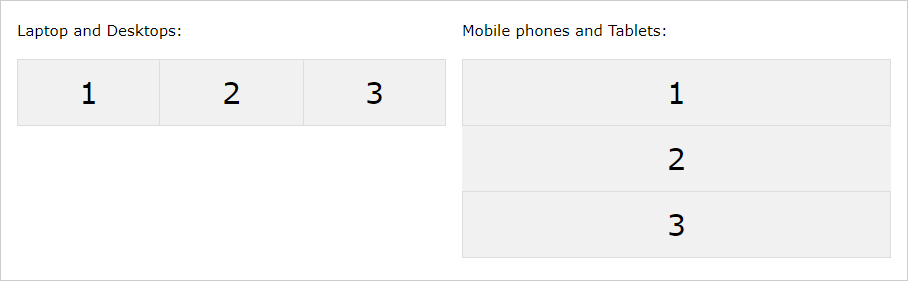 Laptop and Desktops:
1 2 3
Mobile phones and Tablets:
1
2
3